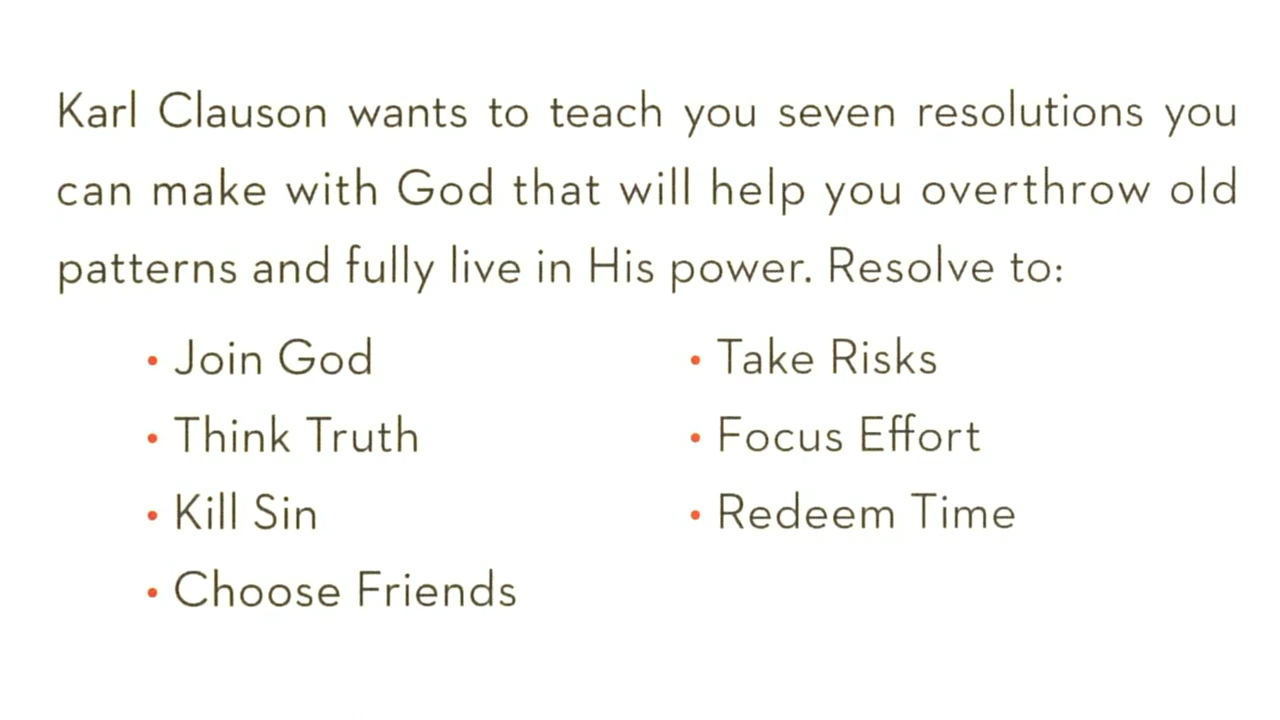 Karl Clauson wants to teach you seven resolutions you
can make with God that will help you overthrow old
patterns and fully live in His power. Resolve to:
• Join God
• Think Truth
• Kill Sin
• Choose Friends
• Take Risks
• Focus Effort
• Redeem Time